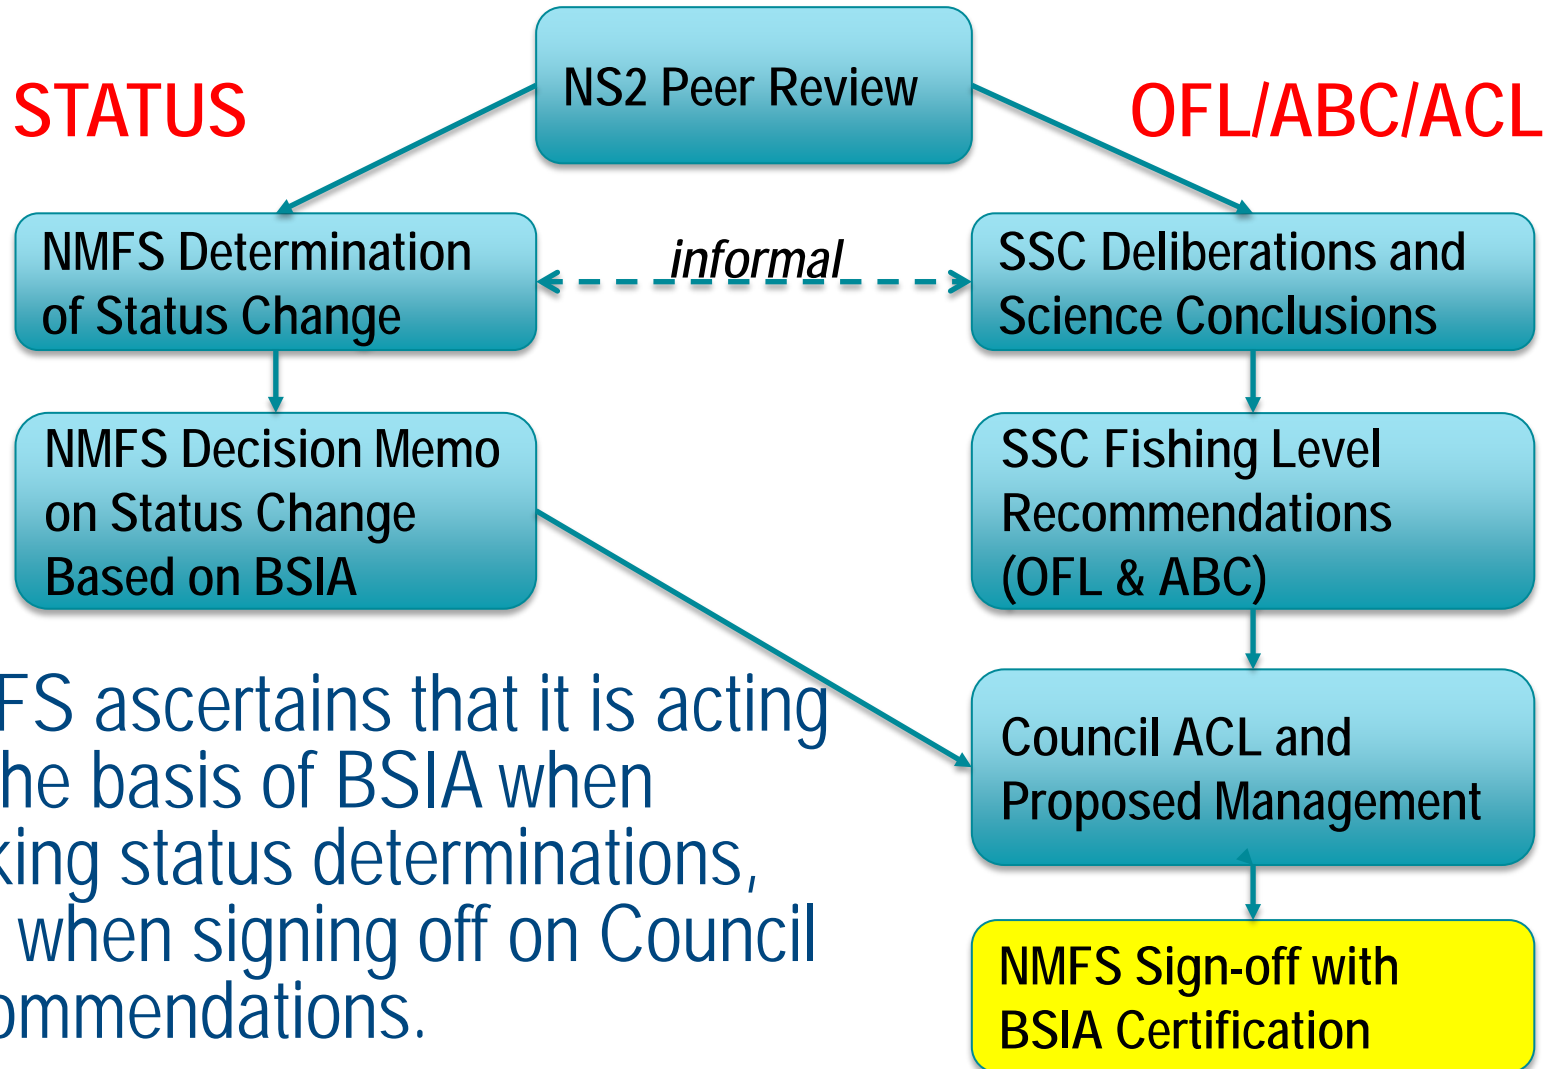 NS2 Peer Review
STATUS
OFL/ABC/ACL
NMFS Determination
of Status Change
informal
SSC Deliberations and
Science Conclusions
NMFS Decision Memo
on Status Change
Based on BSIA
SSC Fishing Level
Recommendations
(OFL & ABC)
FS ascertains that it is acting
he basis of BSIA when
king status determinations,
when signing off on Council
ommendations.
Council ACL and
Proposed Management
NMFS Sign-off with
BSIA Certification